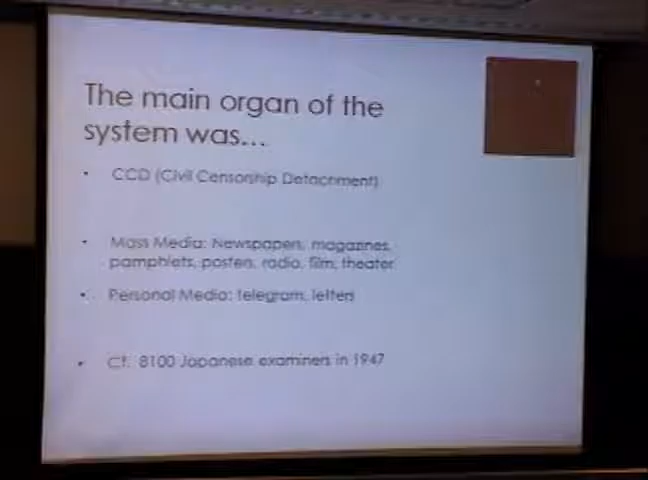 The main organ of the
system was...
• CCD (Civil Censorship Detachment)
• Mass Media: Newspapers, magazines,
pamphlets, posters, radio, film, theater
• Personal Media: telegram, letters
• Cf. 8100 Japanese examiners in 1947